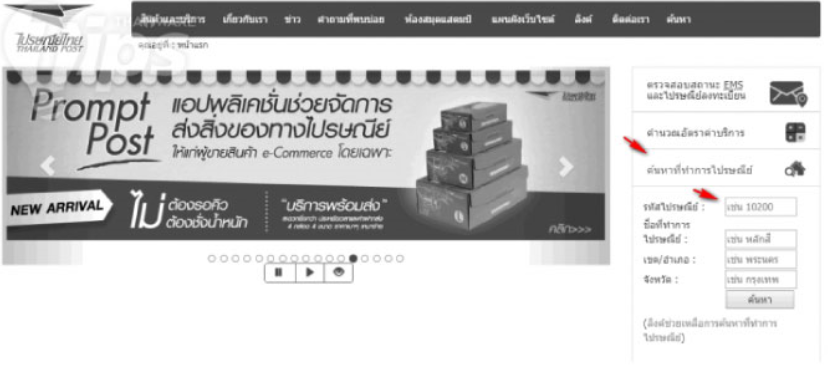 สินค้าและบริการ เกี่ยวกับเรา ข่าว คำถามที่พบบ่อย ห้องสมุดแสตมป์ แผนผังเว็บไซต์ ลิงค์ ติดต่อเรา ค้นหา
ไปรษณีย์ไทย
THAILAND POST
คุณอยู่ที่ : หน้าแรก
THAIWARE
Tips
Prompt Post
แอปพลิเคชั่นช่วยจัดการ
ส่งสิ่งของทางไปรษณีย์
ให้แก่ผู้ขายสินค้า e-Commerce โดยเฉพาะ
ไปรษณีย์ไทย
NEW ARRIVAL
ไม่ ต้องรอคิว
ต้องชั่งน้ำหนัก
"บริการพร้อมส่ง"
คลิก>>>
ตรวจสอบสถานะ EMS
และไปรษณีย์ลงทะเบียน
คำนวณอัตราค่าบริการ
ค้นหาที่ทำการไปรษณีย์
รหัสไปรษณีย์ : เช่น 10200
ชื่อที่ทำการ
ไปรษณีย์ : เช่น หลักสี่
เขต/อำเภอ : เช่น พระนคร
จังหวัด : เช่น กรุงเทพ
ค้นหา
(ลิงค์ช่วยเหลือการค้นหาที่ทำการ
ไปรษณีย์)